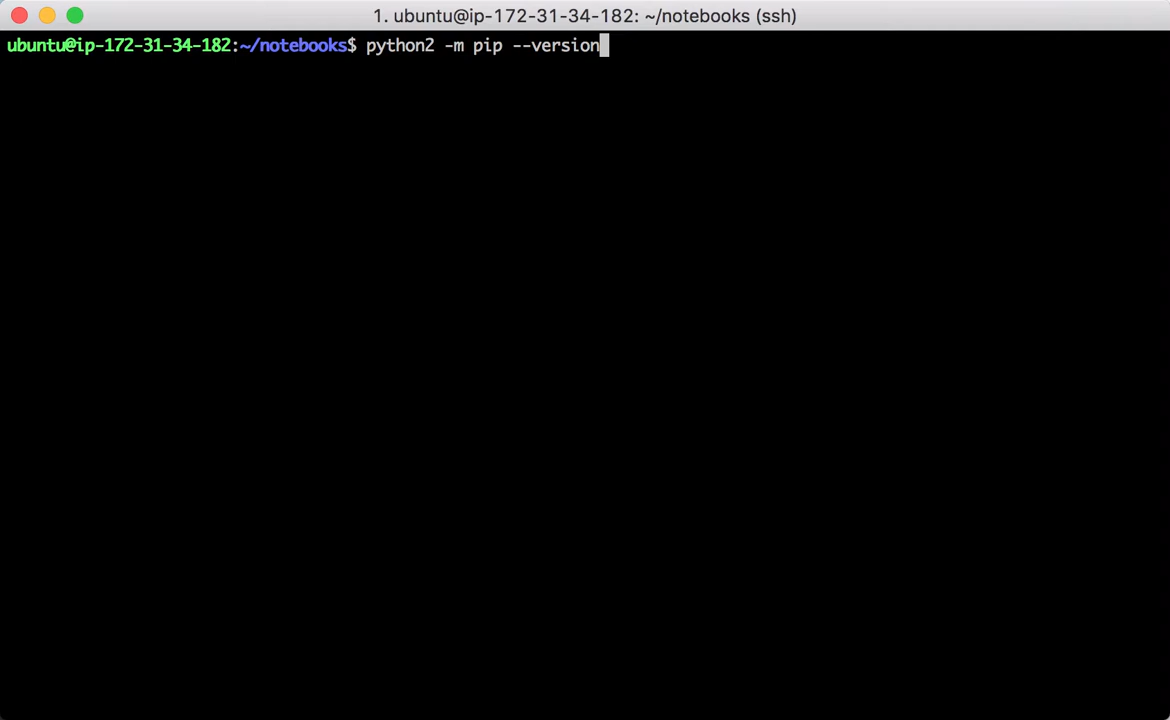 1. ubuntu@ip-172-31-34-182: ~/notebooks (ssh)
ubuntu@ip-172-31-34-182:~/notebooks$ python2 -m pip --version